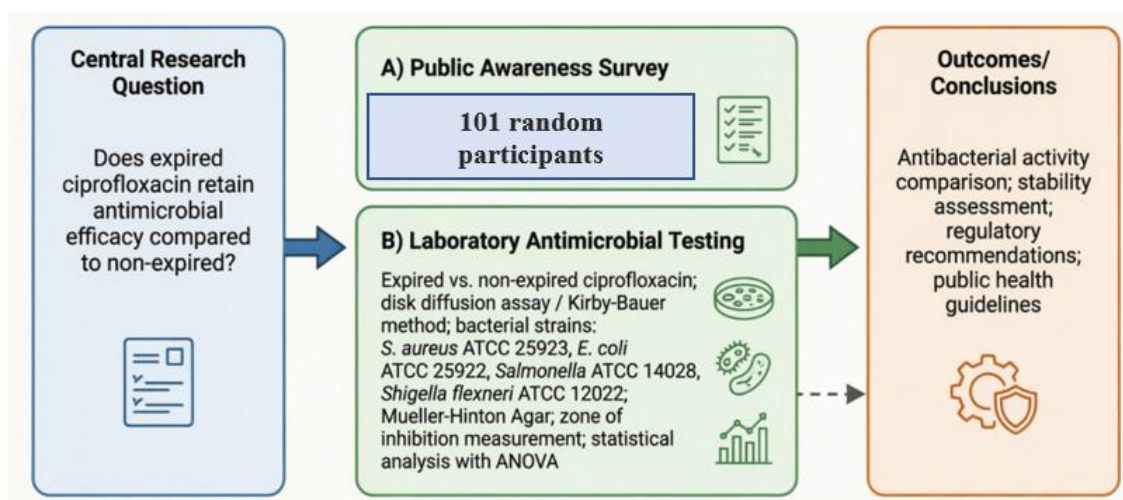 Central Research
Question
Does expired
ciprofloxacin retain
antimicrobial
efficacy compared
to non-expired?
A) Public Awareness Survey
101 random
participants
B) Laboratory Antimicrobial Testing
Expired vs. non-expired ciprofloxacin;
disk diffusion assay / Kirby-Bauer
method; bacterial strains:
S. aureus ATCC 25923, E. coli
ATCC 25922, Salmonella ATCC 14028,
Shigella flexneri ATCC 12022;
Mueller-Hinton Agar; zone of
inhibition measurement; statistical
analysis with ANOVA
Outcomes/
Conclusions
Antibacterial activity
comparison; stability
assessment;
regulatory
recommendations;
public health
guidelines